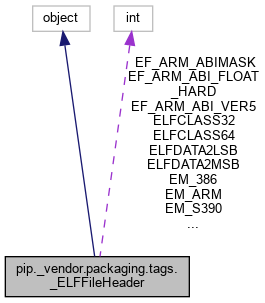 object
int
EF_ARM_ABIMASK
EF_ARM_ABI_FLOAT
_HARD
EF_ARM_ABI_VER5
ELFCLASS32
ELFCLASS64
ELFDATA2LSB
ELFDATA2MSB
EM_386
EM_ARM
EM_S390
...
pip._vendor.packaging.tags.
_ELFFileHeader